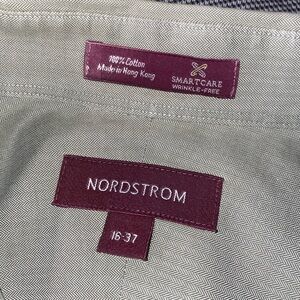 100% Cotton
Made in Hong Kong
SMARTCARE
WRINKLE-FREE
NORDSTROM
16-37